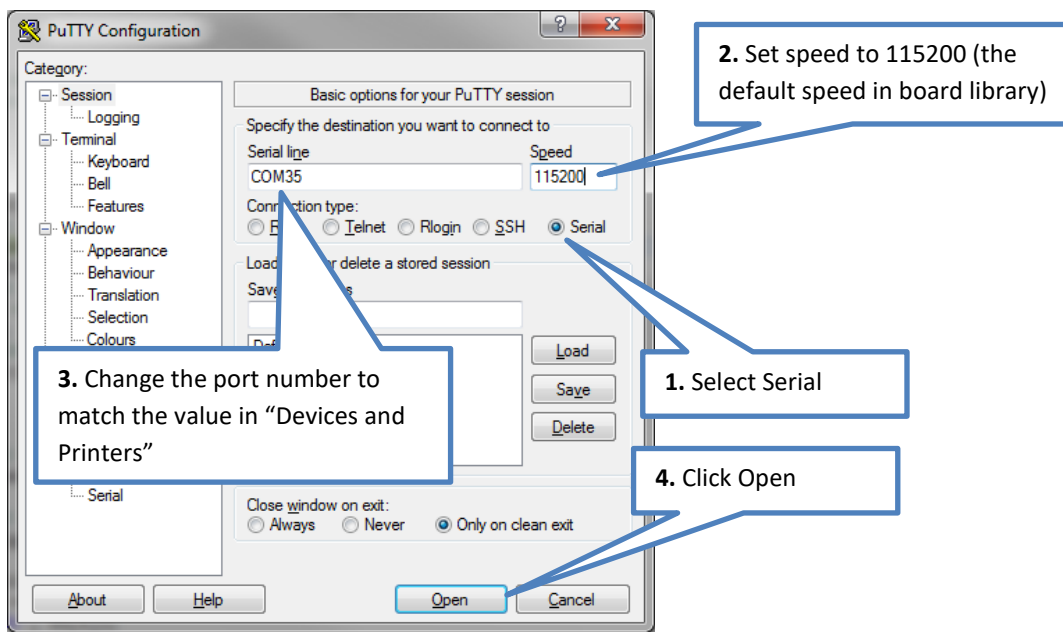 PuTTY Configuration
Category:
Session
Logging
Terminal
Keyboard
Bell
Features
Window
Appearance
Behaviour
Translation
Selection
Colours
Serial
Basic options for your PuTTY session
Specify the destination you want to connect to
Serial line Speed
COM35 115200
Connection type:
Telnet Rlogin SSH Serial
or delete a stored session
Load
Save
Delete
Close window on exit:
Always Never Only on clean exit
About Help Open Cancel
2. Set speed to 115200 (the
default speed in board library)
1. Select Serial
3. Change the port number to
match the value in “Devices and
Printers”
4. Click Open